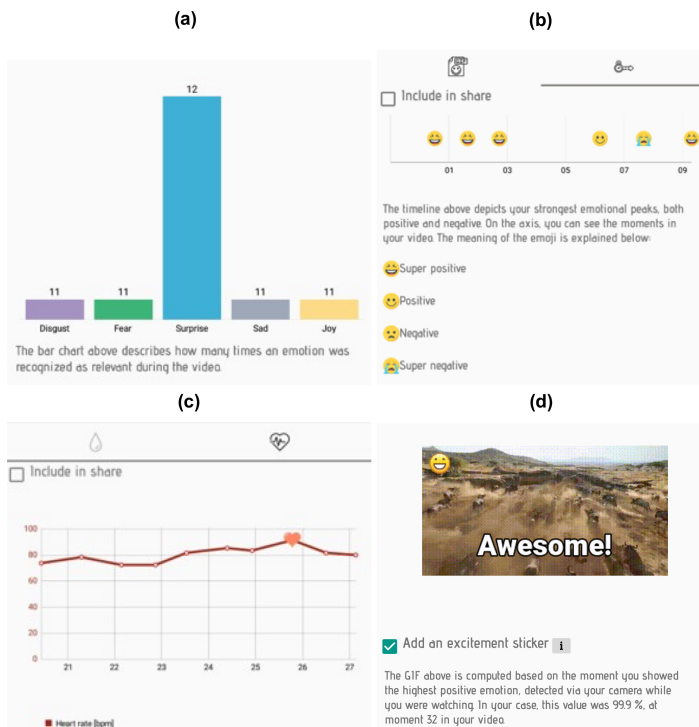 (a)
12
11
11
11
11
Disgust
Fear
Surprise
Sad
Joy
The bar chart above describes how many times an emotion was
recognized as relevant during the video.
(b)
Include in share
01
03
05
07
09
The timeline above depicts your strongest emotional peaks, both
positive and negative. On the axis, you can see the moments in
your video. The meaning of the emoji is explained below:
Super positive
Positive
Negative
Super negative
(c)
Include in share
100
80
60
40
20
0
21
22
23
24
25
26
27
Heart rate [bpm]
(d)
Awesome!
Add an excitement sticker i
The GIF above is computed based on the moment you showed
the highest positive emotion, detected via your camera while
you were watching. In your case, this value was 99.9 %, at
moment 32 in your video.